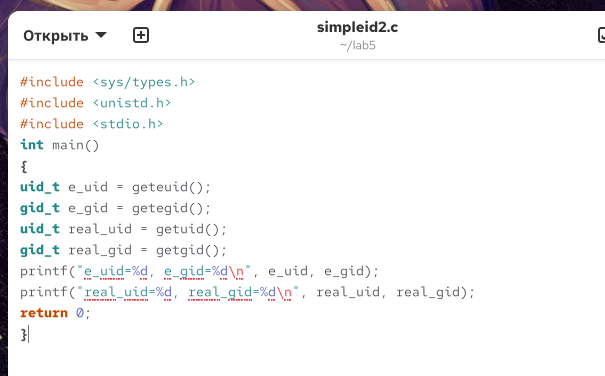 Открыть
simpleid2.c
~/lab5
#include <sys/types.h>
#include <unistd.h>
#include <stdio.h>
int main()
{
uid_t e_uid = geteuid();
gid_t e_gid = getegid();
uid_t real_uid = getuid();
gid_t real_gid = getgid();
printf("e_uid=%d, e_gid=%d\n", e_uid, e_gid);
printf("real_uid=%d, real_gid=%d\n", real_uid, real_gid);
return 0;
}